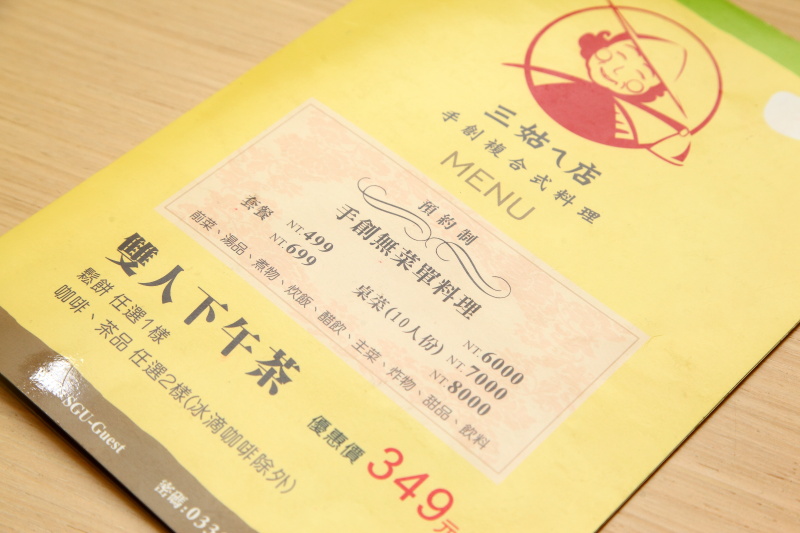 三姑ㄟ店
手創複合式料理
MENU
預約制
手創無菜單料理
套餐 NT.499
NT.699
桌菜(10人份) NT.6000
NT.7000
NT.8000
前菜、湯品、煮物、炊飯、醋飲、主菜、炸物、甜品、飲料
雙人下午茶
鬆餅 任選1樣
咖啡、茶品 任選2樣(冰滴咖啡除外)
優惠價 349元
SGU-Guest
密碼:033